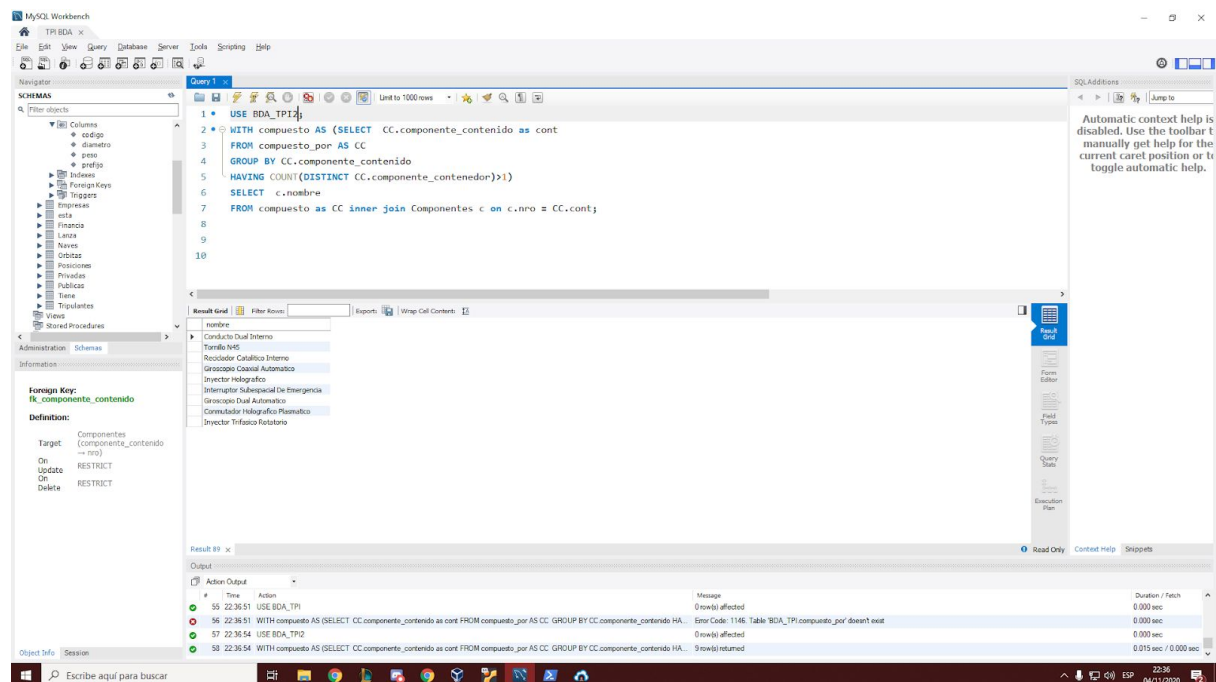 MySQL Workbench
TPI BDA
File Edit View Query Database Server Tools Scripting Help
Navigator
SCHEMAS
Filter objects
Columns
codigo
diametro
peso
prefijo
Indexes
Foreign Keys
Triggers
Empresas
esta
Financia
Lanza
Naves
Orbitas
Posiciones
Privadas
Publicas
Tiene
Tripulantes
Views
Stored Procedures
Administration Schemas
Information
Foreign Key:
fk_componente_contenido
Definition:
Target Componentes (componente_contenido → nro)
On Update RESTRICT
On Delete RESTRICT
Object Info Session
Query 1
Limit to 1000 rows
1 USE BDA_TPI2;
2 WITH compuesto AS (SELECT CC.componente_contenido as cont
3 FROM compuesto_por AS CC
4 GROUP BY CC.componente_contenido
5 HAVING COUNT(DISTINCT CC.componente_contenedor)>1)
6 SELECT c.nombre
7 FROM compuesto as CC inner join Componentes c on c.nro = CC.cont;
8
9
10
Result Grid Filter Rows: Export: Wrap Cell Content:
nombre
Conducto Dual Interno
Tornillo N45
Reciclador Catalitico Interno
Giroscopio Coaxial Automatico
Inyector Holografico
Interruptor Subespacial De Emergencia
Giroscopio Dual Automatico
Conmutador Holografico Plasmatico
Inyector Trifasico Rotatorio
Result Grid
Form Editor
Field Types
Query Stats
Execution Plan
Result 89
Read Only
SQLAdditions
Jump to
Automatic context help is
disabled. Use the toolbar t
manually get help for the
current caret position or to
toggle automatic help.
Context Help Snippets
Output
Action Output
# Time Action Message Duration / Fetch
55 22:36:51 USE BDA_TPI 0 row(s) affected 0.000 sec
56 22:36:51 WITH compuesto AS (SELECT CC.componente_contenido as cont FROM compuesto_por AS CC GROUP BY CC.componente_contenido HA... Error Code: 1146. Table 'BDA_TPI.compuesto_por' doesn't exist 0.000 sec
57 22:36:54 USE BDA_TPI2 0 row(s) affected 0.000 sec
58 22:36:54 WITH compuesto AS (SELECT CC.componente_contenido as cont FROM compuesto_por AS CC GROUP BY CC.componente_contenido HA... 9 row(s) returned 0.015 sec / 0.000 sec
Escribe aquí para buscar
ESP
22:36
04/11/2020